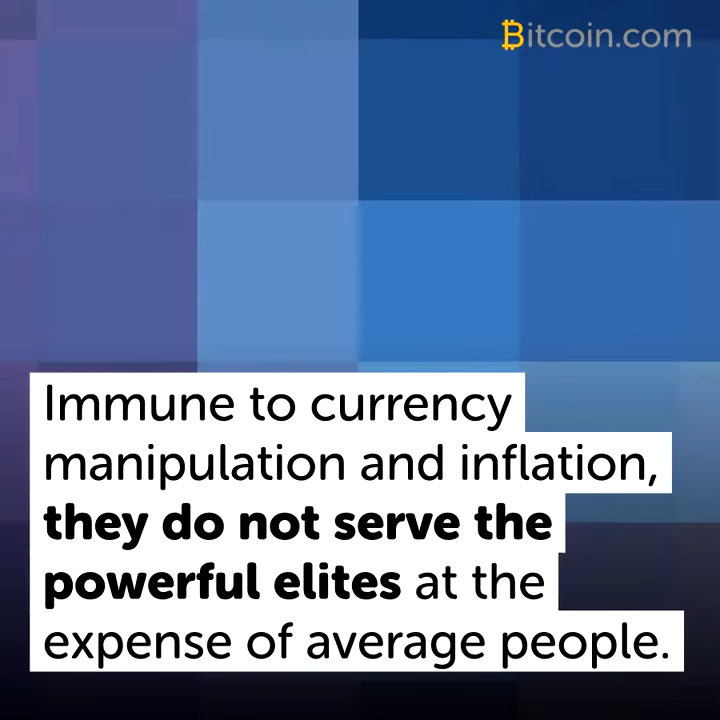 Bitcoin.com
Immune to currency
manipulation and inflation,
they do not serve the
powerful elites at the
expense of average people.